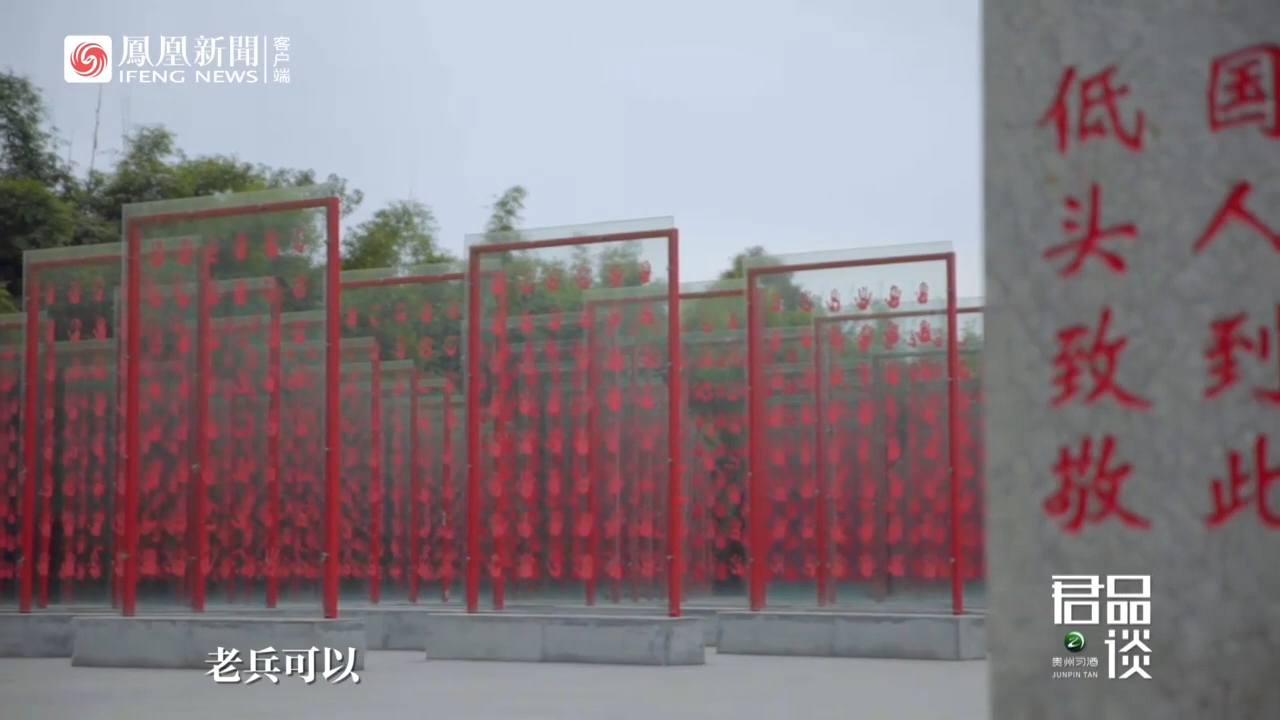 鳳凰新聞
IFENG NEWS
客户端
国人到此
低头致敬
君品谈
贵州习酒
JUNPIN TAN
老兵可以